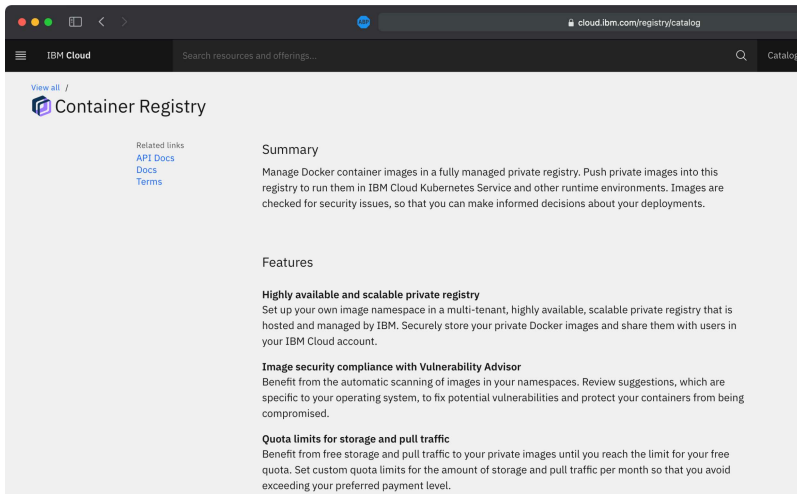 ABP
cloud.ibm.com/registry/catalog
IBM Cloud
Search resources and offerings...
Catalog
View all /
Container Registry
Related links
API Docs
Docs
Terms
Summary
Manage Docker container images in a fully managed private registry. Push private images into this
registry to run them in IBM Cloud Kubernetes Service and other runtime environments. Images are
checked for security issues, so that you can make informed decisions about your deployments.
Features
Highly available and scalable private registry
Set up your own image namespace in a multi-tenant, highly available, scalable private registry that is
hosted and managed by IBM. Securely store your private Docker images and share them with users in
your IBM Cloud account.
Image security compliance with Vulnerability Advisor
Benefit from the automatic scanning of images in your namespaces. Review suggestions, which are
specific to your operating system, to fix potential vulnerabilities and protect your containers from being
compromised.
Quota limits for storage and pull traffic
Benefit from free storage and pull traffic to your private images until you reach the limit for your free
quota. Set custom quota limits for the amount of storage and pull traffic per month so that you avoid
exceeding your preferred payment level.